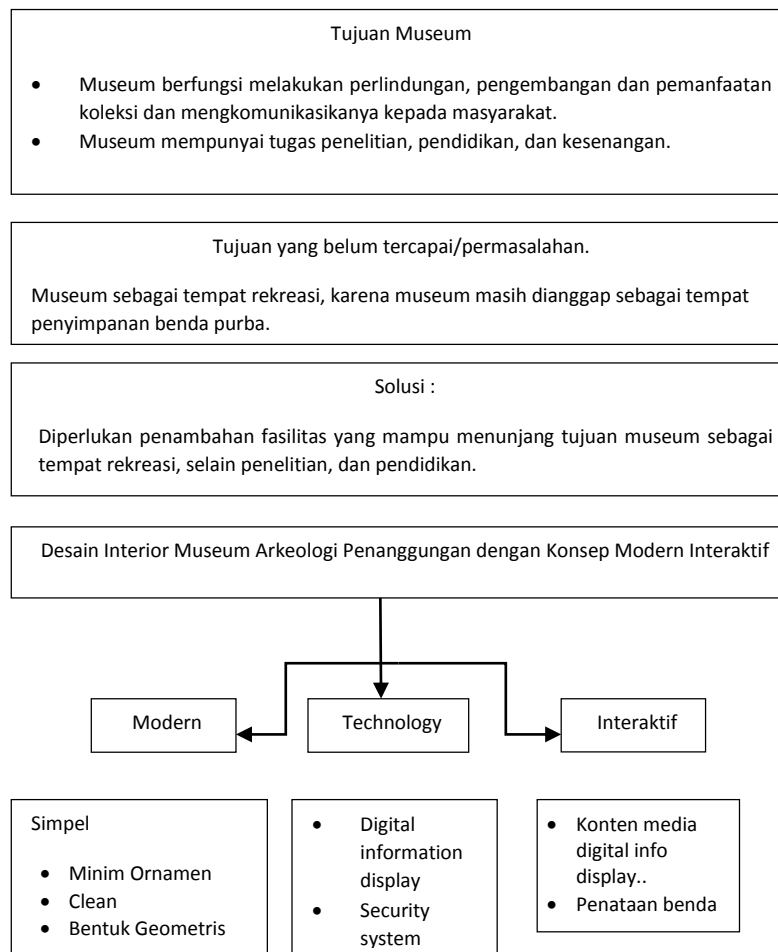 Tujuan Museum
• Museum berfungsi melakukan perlindungan, pengembangan dan pemanfaatan
koleksi dan mengkomunikasikanya kepada masyarakat.
• Museum mempunyai tugas penelitian, pendidikan, dan kesenangan.
Tujuan yang belum tercapai/permasalahan.
Museum sebagai tempat rekreasi, karena museum masih dianggap sebagai tempat
penyimpanan benda purba.
Solusi :
Diperlukan penambahan fasilitas yang mampu menunjang tujuan museum sebagai
tempat rekreasi, selain penelitian, dan pendidikan.
Desain Interior Museum Arkeologi Penanggungan dengan Konsep Modern Interaktif
Modern
Technology
Interaktif
Simpel
• Minim Ornamen
• Clean
• Bentuk Geometris
• Digital
information
display
• Security
system
• Konten media
digital info
display..
• Penataan benda